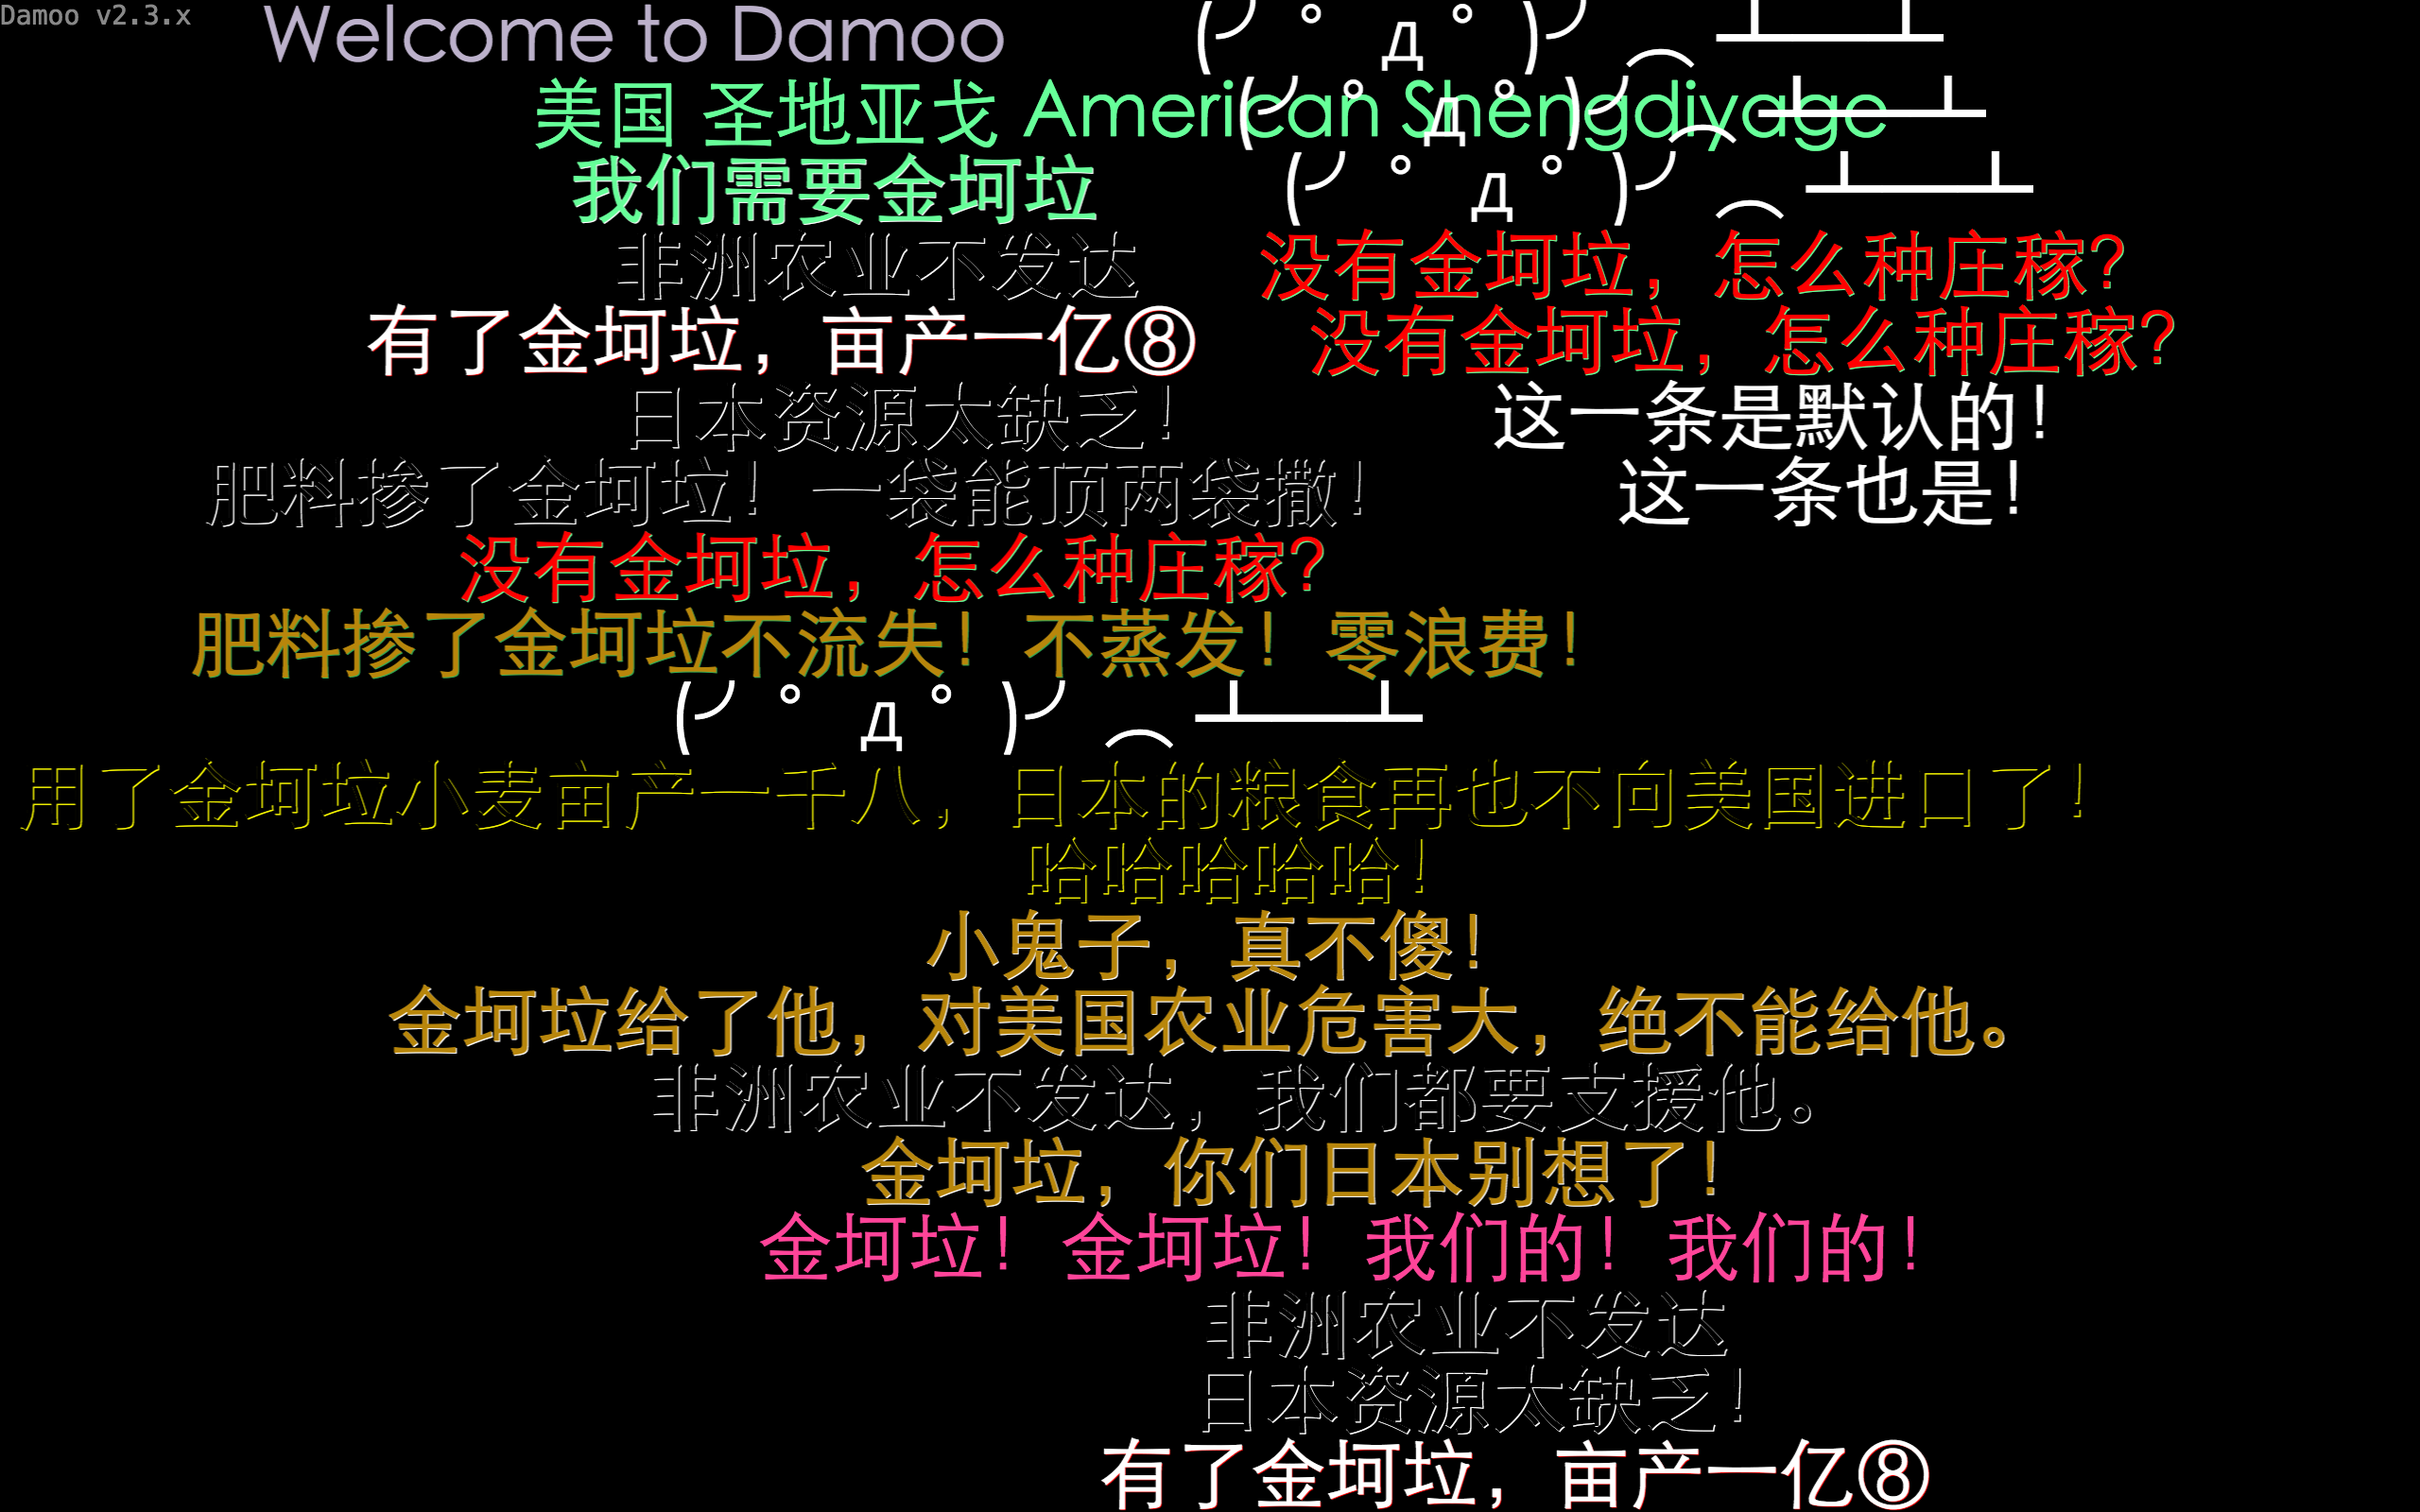 Damoo v2.3.x
Welcome to Damoo
(╯°Д°)╯︵┻━┻
美国 圣地亚戈 American Shengdiyage
(╯°Д°)╯︵┻━┻
我们需要金坷垃
(╯°Д°)╯︵┻━┻
非洲农业不发达
没有金坷垃，怎么种庄稼？
有了金坷垃，亩产一亿⑧
没有金坷垃，怎么种庄稼？
日本资源太缺乏！
这一条是默认的！
肥料掺了金坷垃！一袋能顶两袋撒！
这一条也是！
没有金坷垃，怎么种庄稼？
肥料掺了金坷垃不流失！不蒸发！零浪费！
(╯°Д°)╯︵┻━┻
用了金坷垃小麦亩产一千八，日本的粮食再也不向美国进口了！
哈哈哈哈哈！
小鬼子，真不傻！
金坷垃给了他，对美国农业危害大，绝不能给他。
非洲农业不发达，我们都要支援他。
金坷垃，你们日本别想了！
金坷垃！金坷垃！我们的！我们的！
非洲农业不发达
日本资源太缺乏！
有了金坷垃，亩产一亿⑧